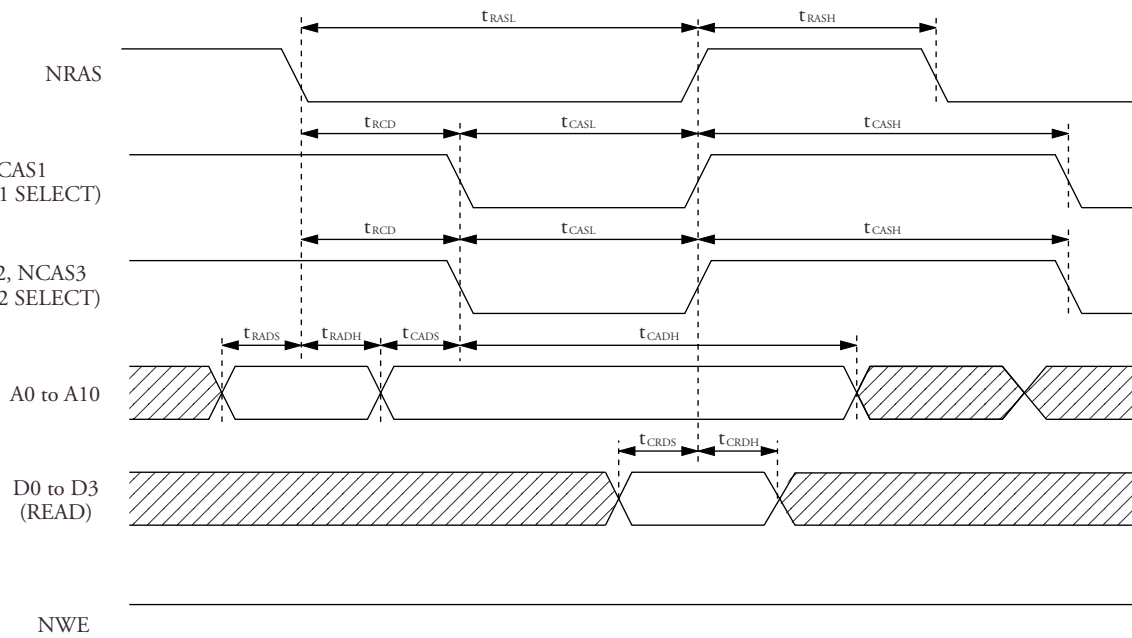 tRASL tRASH
NRAS
tRCD tCASL tCASH
CAS1
1 SELECT)
tRCD tCASL tCASH
2, NCAS3
2 SELECT)
tRADS tRADH tCADS tCADH
A0 to A10
tCRDS tCRDH
D0 to D3
(READ)
NWE